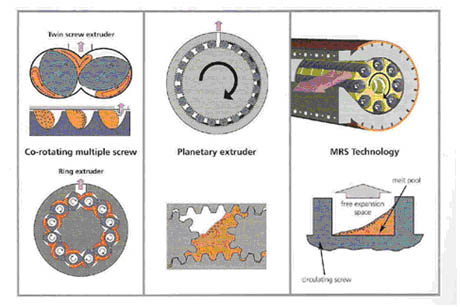 Twin screw extruder
Co-rotating multiple screw
Ring extruder
Planetary extruder
MRS Technology
melt pool
free expansion
space
circulating screw